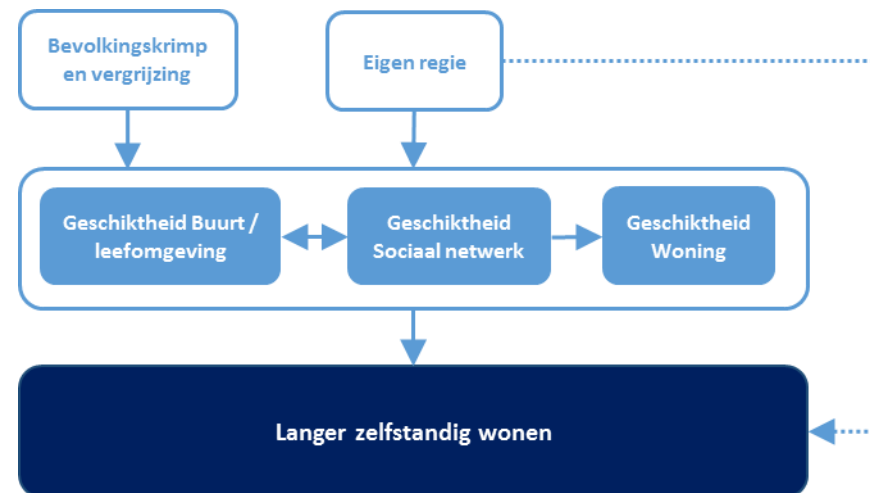 Bevolkingskrimp
en vergrijzing
Eigen regie
Geschiktheid Buurt /
leefomgeving
Geschiktheid
Sociaal netwerk
Geschiktheid
Woning
Langer zelfstandig wonen